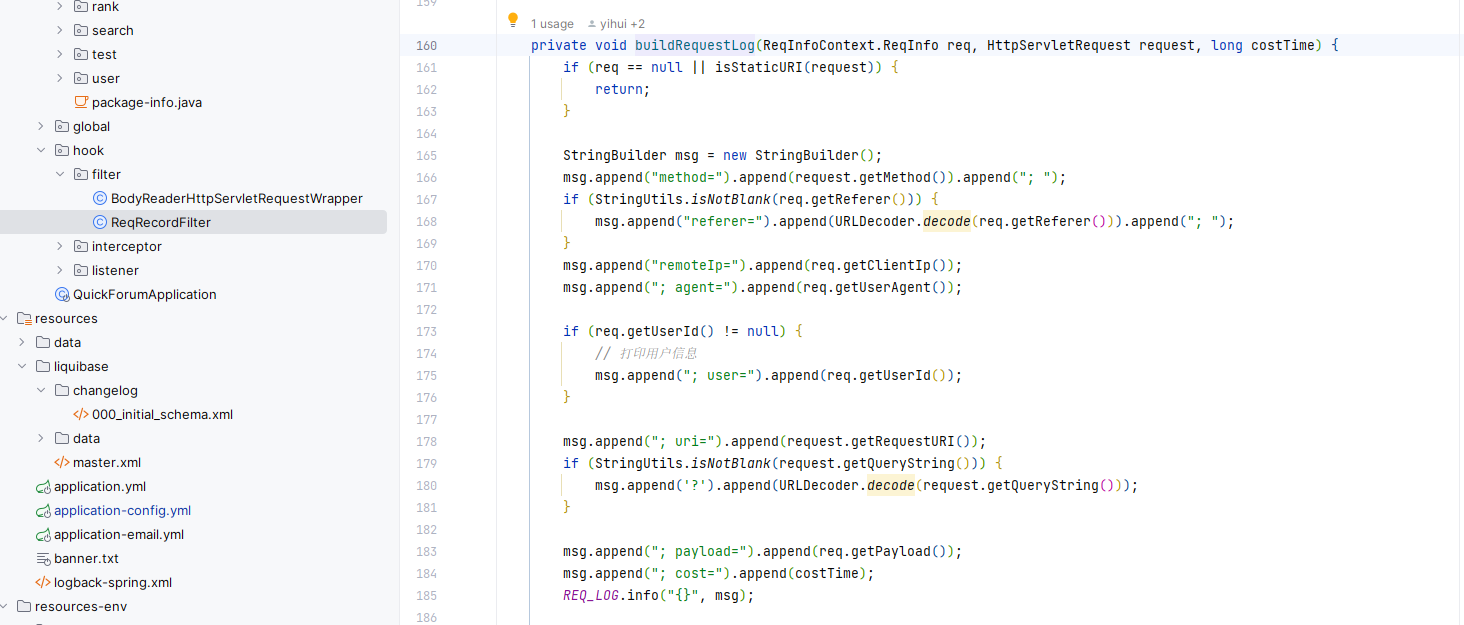 rank
search
test
user
package-info.java
global
hook
filter
BodyReaderHttpServletRequestWrapper
ReqRecordFilter
interceptor
listener
QuickForumApplication
resources
data
liquibase
changelog
000_initial_schema.xml
data
master.xml
application.yml
application-config.yml
application-email.yml
banner.txt
logback-spring.xml
resources-env
159
1 usage yihui +2
160 private void buildRequestLog(ReqInfoContext.ReqInfo req, HttpServletRequest request, long costTime) {
161 if (req == null || isStaticURI(request)) {
162 return;
163 }
164
165 StringBuilder msg = new StringBuilder();
166 msg.append("method=").append(request.getMethod()).append("; ");
167 if (StringUtils.isNotBlank(req.getReferer())) {
168 msg.append("referer=").append(URLDecoder.decode(req.getReferer())).append("; ");
169 }
170 msg.append("remoteIp=").append(req.getClientIp());
171 msg.append("; agent=").append(req.getUserAgent());
172
173 if (req.getUserId() != null) {
174 // 打印用户信息
175 msg.append("; user=").append(req.getUserId());
176 }
177
178 msg.append("; uri=").append(request.getRequestURI());
179 if (StringUtils.isNotBlank(request.getQueryString())) {
180 msg.append('?').append(URLDecoder.decode(request.getQueryString()));
181 }
182
183 msg.append("; payload=").append(req.getPayload());
184 msg.append("; cost=").append(costTime);
185 REQ_LOG.info("{}", msg);
186